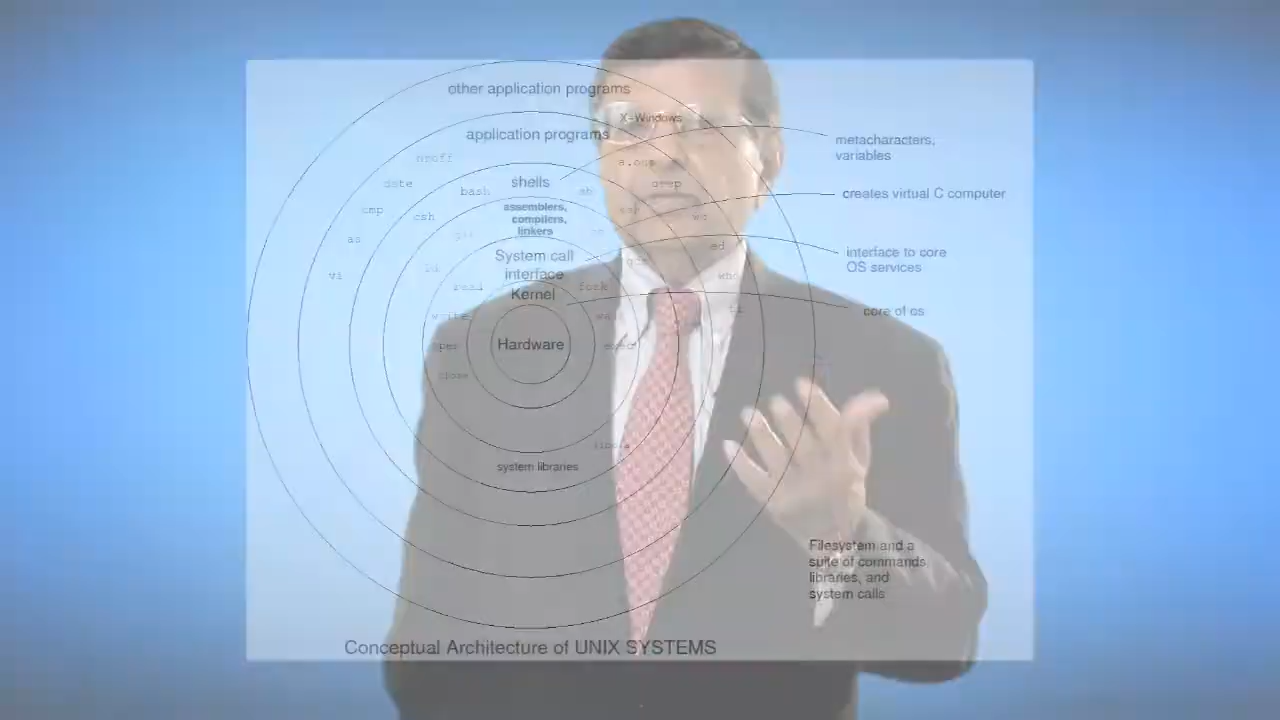 other application programs
X-Windows
application programs
metacharacters,
variables
nroff
a.out
date
bash
shells
sh
grep
creates virtual C computer
cmp
csh
assemblers,
compilers,
linkers
wc
as
ed
System call
interface
interface to core
OS services
vi
ld
who
read
Kernel
fork
core of os
write
Hardware
close
system libraries
Filesystem and a
suite of commands,
libraries, and
system calls
Conceptual Architecture of UNIX SYSTEMS